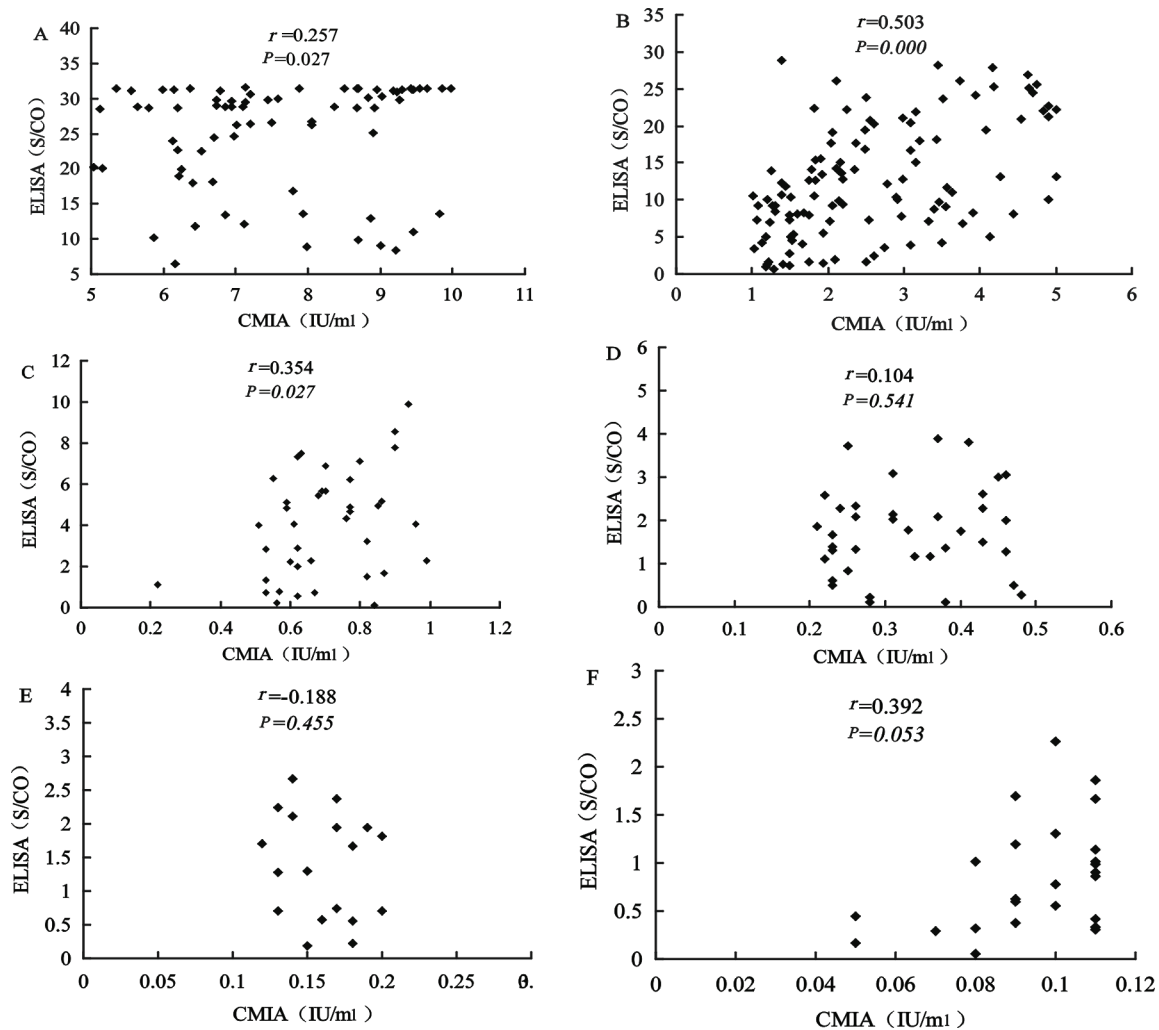 A
r=0.257
P=0.027
40
35
30
25
20
15
10
5
ELISA（S/CO）
5
6
7
8
9
10
11
CMIA（IU/ml）
B
r=0.503
P=0.000
35
30
25
20
15
10
5
0
ELISA（S/CO）
0
1
2
3
4
5
6
CMIA（IU/ml）
C
r=0.354
P=0.027
12
10
8
6
4
2
0
ELISA（S/CO）
0
0.2
0.4
0.6
0.8
1
1.2
CMIA（IU/ml）
D
r=0.104
P=0.541
6
5
4
3
2
1
0
ELISA（S/CO）
0
0.1
0.2
0.3
0.4
0.5
0.6
CMIA（IU/ml）
E
r=-0.188
P=0.455
4
3.5
3
2.5
2
1.5
1
0.5
0
ELISA（S/CO）
0
0.05
0.1
0.15
0.2
0.25
0.
CMIA（IU/ml）
F
r=0.392
P=0.053
3
2.5
2
1.5
1
0.5
0
ELISA（S/CO）
0
0.02
0.04
0.06
0.08
0.1
0.12
CMIA（IU/ml）